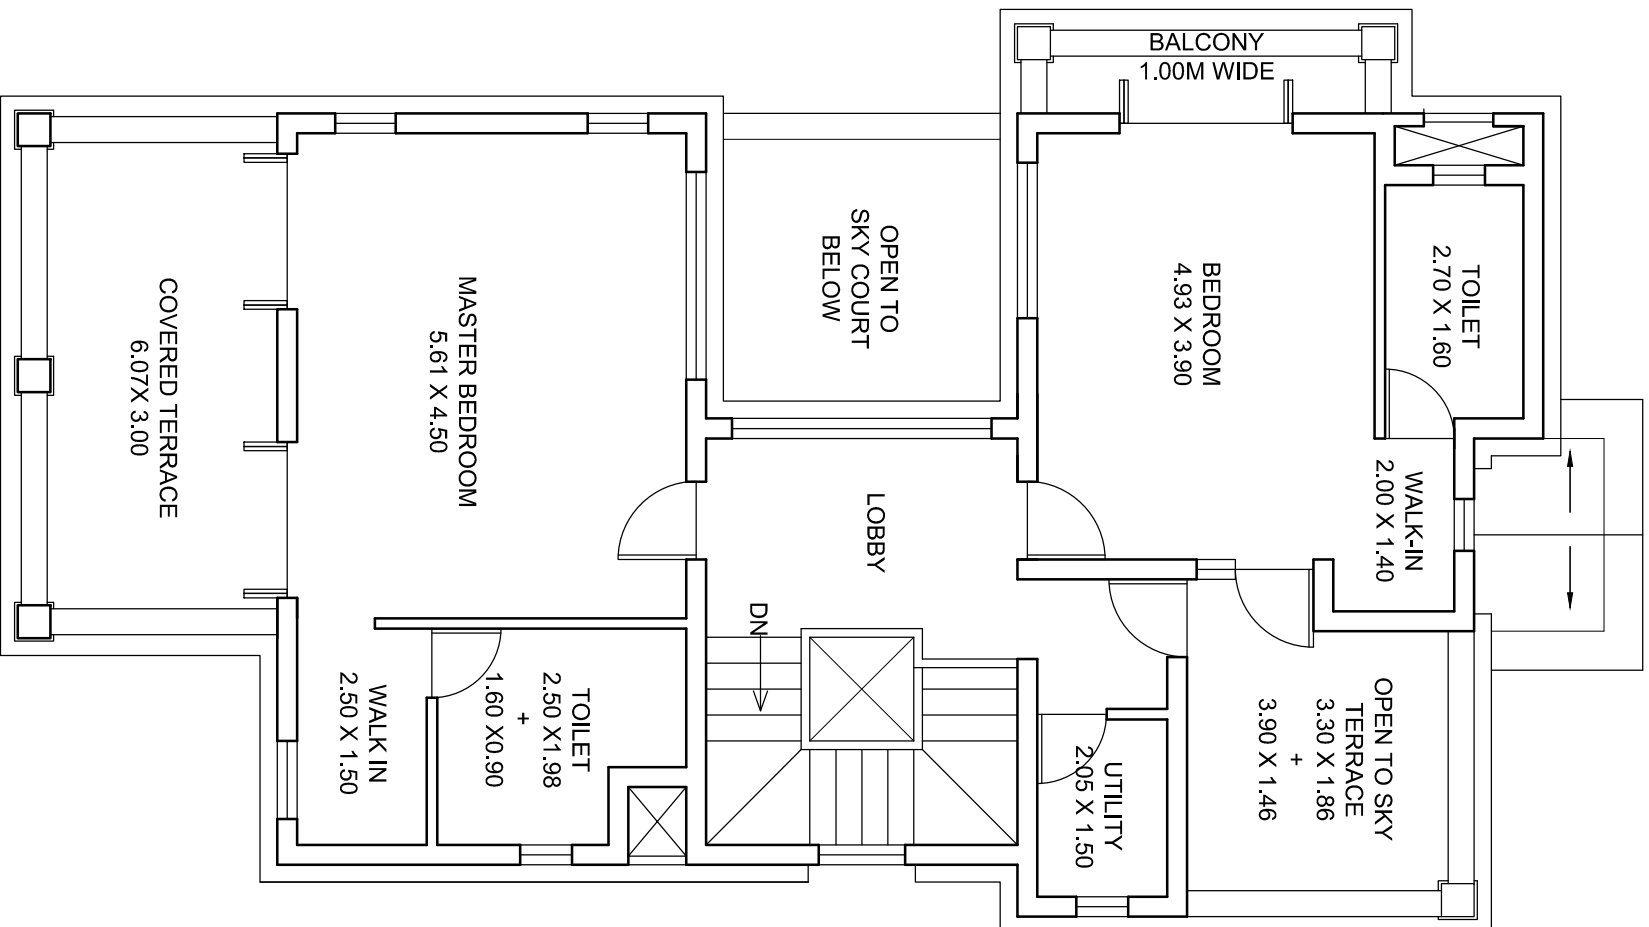 BALCONY
1.00M WIDE
TOILET
2.70 X 1.60
BEDROOM
4.93 X 3.90
OPEN TO
SKY COURT
BELOW
MASTER BEDROOM
5.61 X 4.50
COVERED TERRACE
6.07X 3.00
WALK-IN
2.00 X 1.40
LOBBY
DN
OPEN TO SKY
TERRACE
3.30 X 1.86
+
3.90 X 1.46
UTILITY
2.05 X 1.50
TOILET
2.50 X1.98
+
1.60 X0.90
WALK IN
2.50 X 1.50